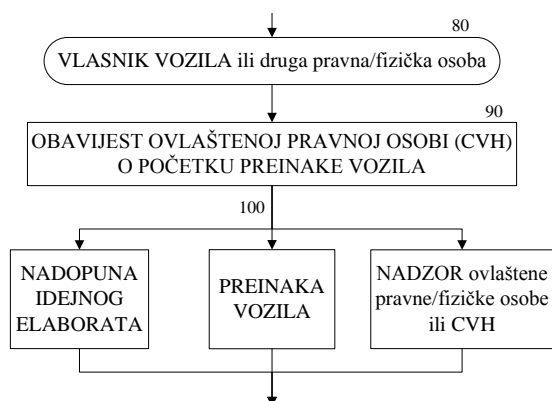 80
VLASNIK VOZILA ili druga pravna/fizička osoba
90
OBAVIJEST OVLAŠTENOJ PRAVNOJ OSOBI (CVH)
O POČETKU PREINAKE VOZILA
100
NADOPUNA
IDEJNOG
ELABORATA
PREINAKA
VOZILA
NADZOR ovlaštene
pravne/fizičke osobe
ili CVH